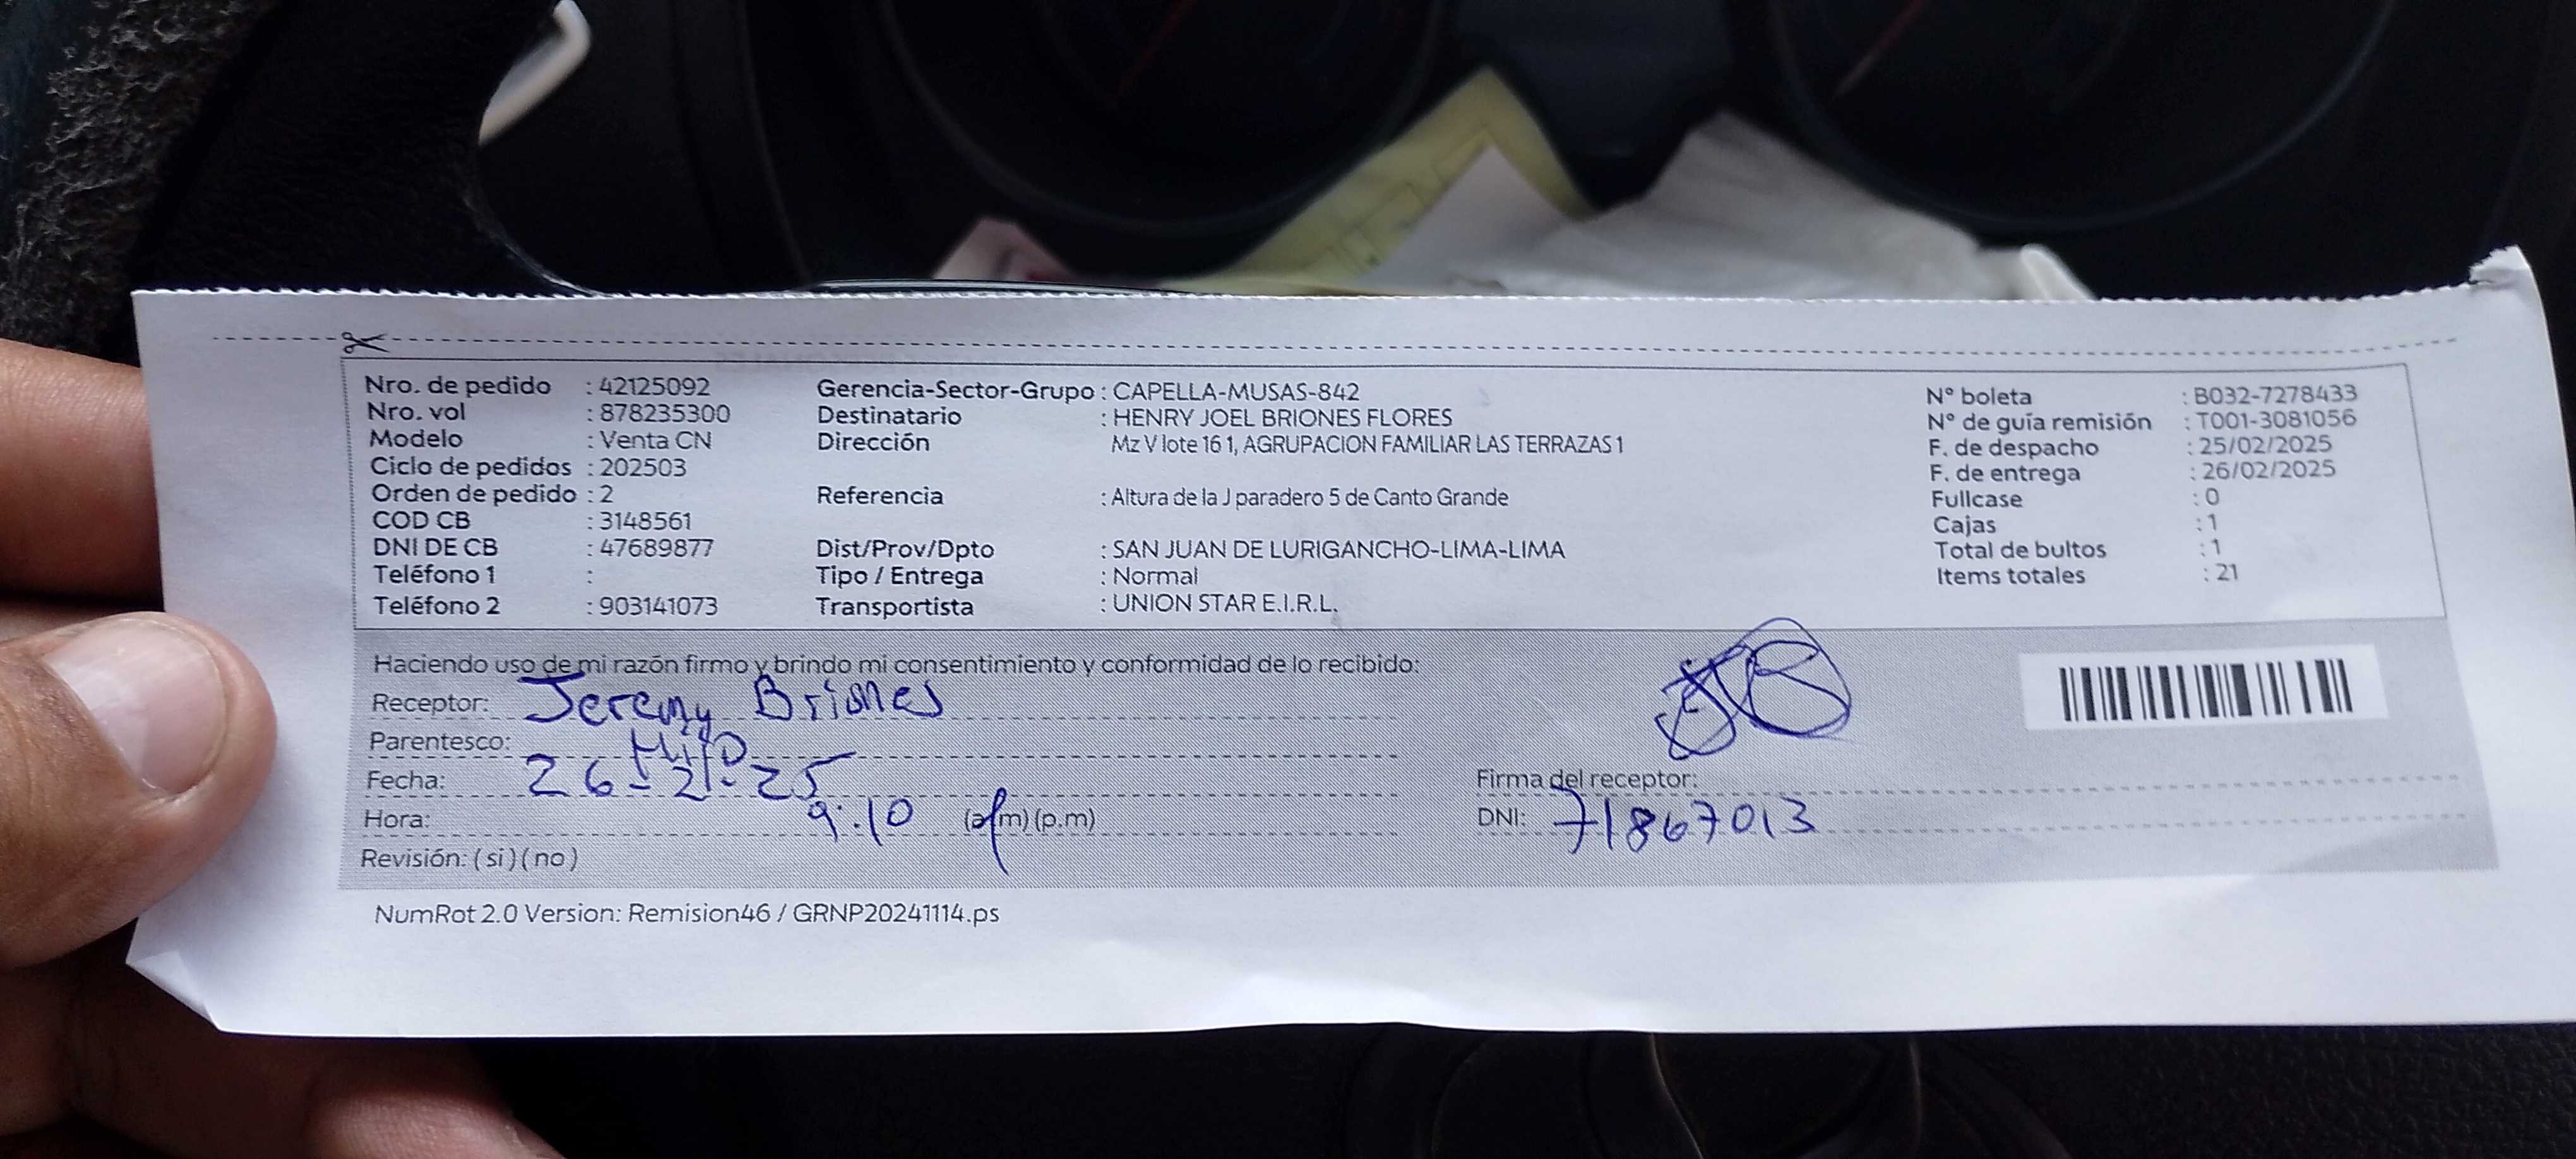 Nro. de pedido : 42125092 Gerencia-Sector-Grupo : CAPELLA-MUSAS-842 N° boleta : B032-7278433
Nro. vol : 878235300 Destinatario : HENRY JOEL BRIONES FLORES N° de guía remisión : T001-3081056
Modelo : Venta CN Dirección Mz V lote 16 1, AGRUPACION FAMILIAR LAS TERRAZAS 1 F. de despacho : 25/02/2025
Ciclo de pedidos : 202503 F. de entrega : 26/02/2025
Orden de pedido : 2 Referencia : Altura de la J paradero 5 de Canto Grande Fullcase : 0
COD CB : 3148561 Cajas : 1
DNI DE CB : 47689877 Dist/Prov/Dpto : SAN JUAN DE LURIGANCHO-LIMA-LIMA Total de bultos : 1
Teléfono 1 : Tipo / Entrega : Normal Items totales : 21
Teléfono 2 : 903141073 Transportista : UNION STAR E.I.R.L.
Haciendo uso de mi razón firmo y brindo mi consentimiento y conformidad de lo recibido:
Receptor: Jeremy Briones
Parentesco: HIJO
Fecha: 26-2-25 Firma del receptor:
Hora: 9:10 (a.m) (p.m) DNI: 71867013
Revisión: ( si ) ( no )
NumRot 2.0 Version: Remision46 / GRNP20241114.ps